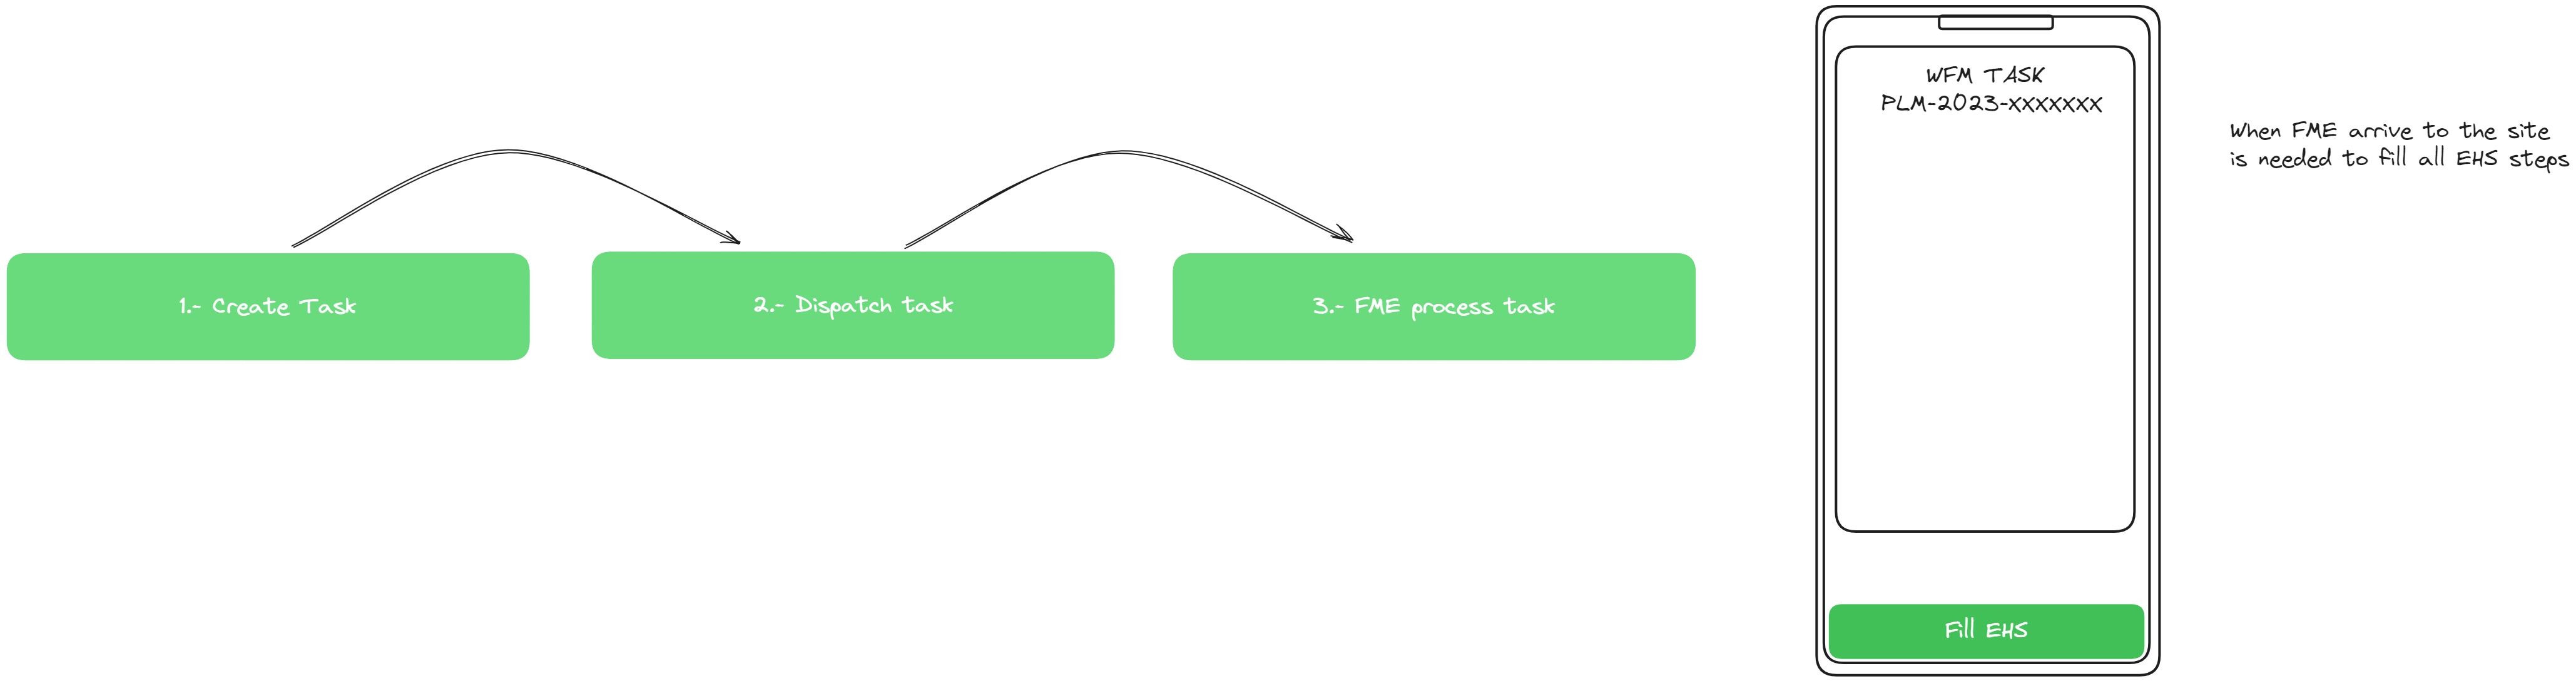 WFM TASK
PLM-2023-XXXXXXX
When FME arrive to the site
is needed to fill all EHS steps
1.- Create Task
2.- Dispatch task
3.- FME process task
Fill EHS